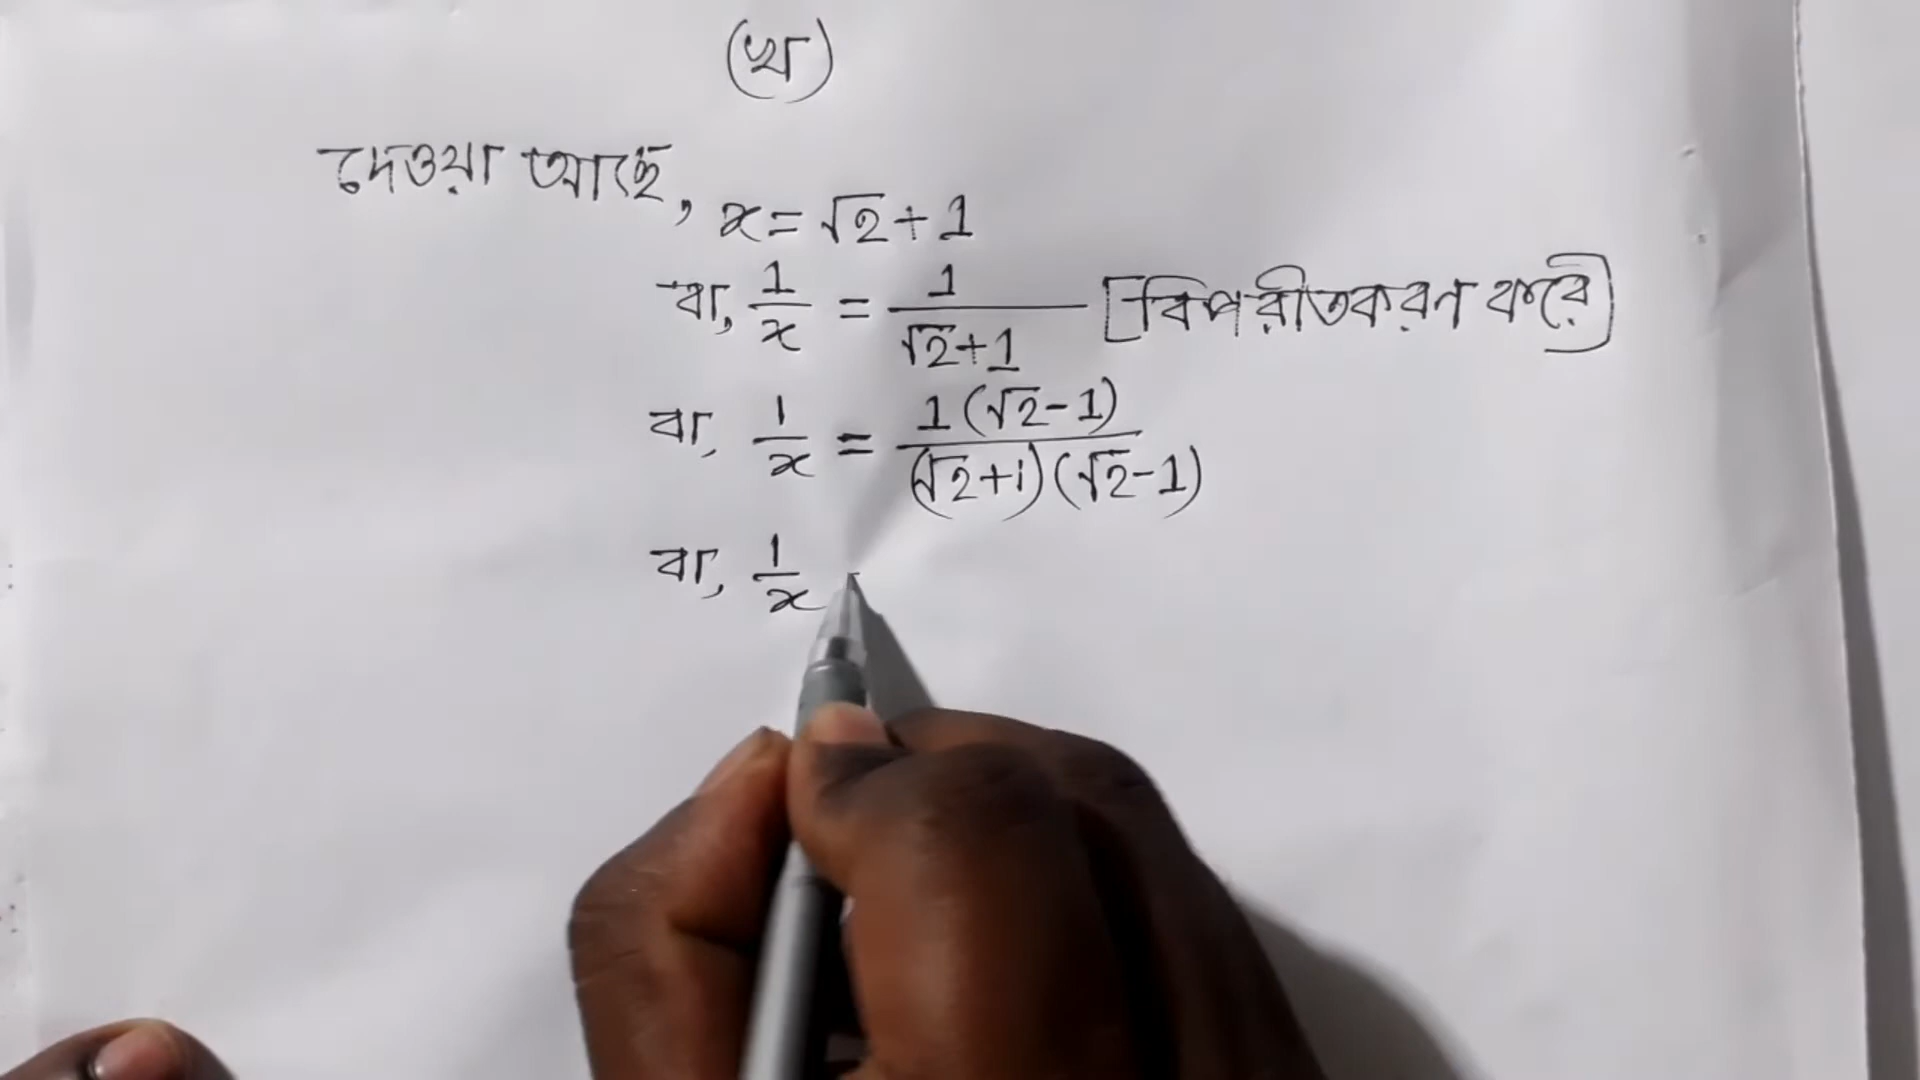 (খ)
দেওয়া আছে, x = √2 + 1
বা, 1/x = 1/(√2+1) [বিপরীতকরণ করে]
বা, 1/x = 1(√2-1)/(√2+1)(√2-1)
বা, 1/x